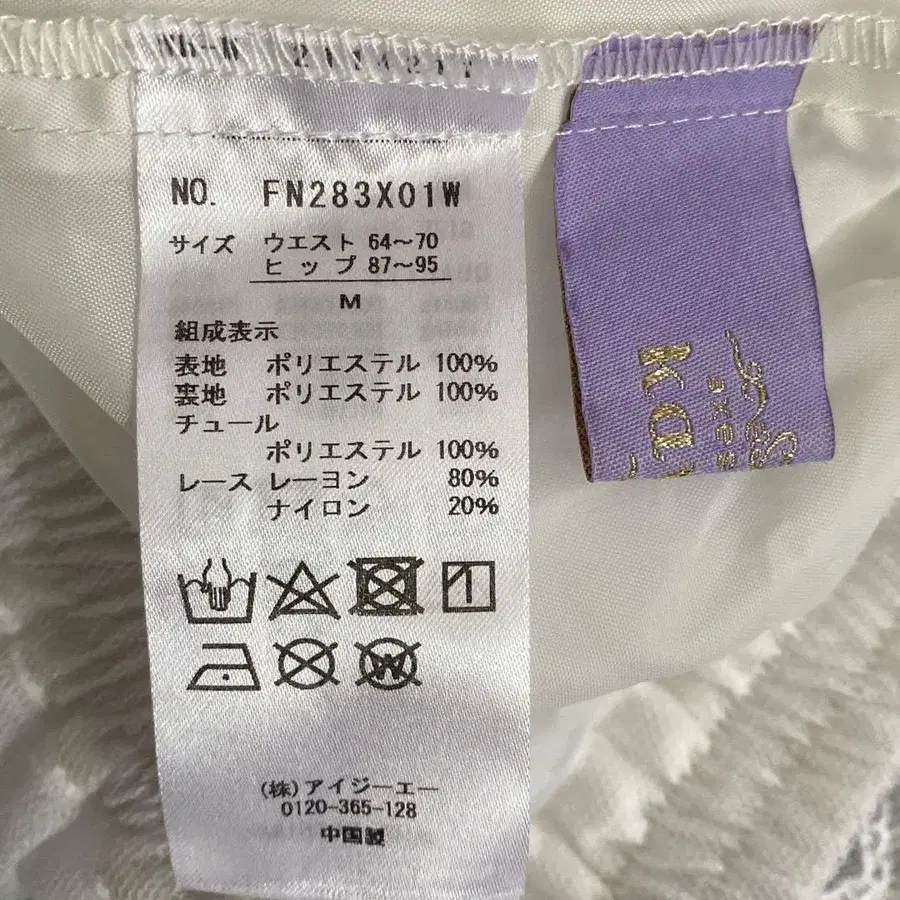 NO. FN283X01W
サイズ ウエスト 64〜70
ヒップ 87〜95
M
組成表示
表地 ポリエステル 100%
裏地 ポリエステル 100%
チュール
ポリエステル 100%
レース レーヨン 80%
ナイロン 20%
W
(株)アイジーエー
0120-365-128
中国製